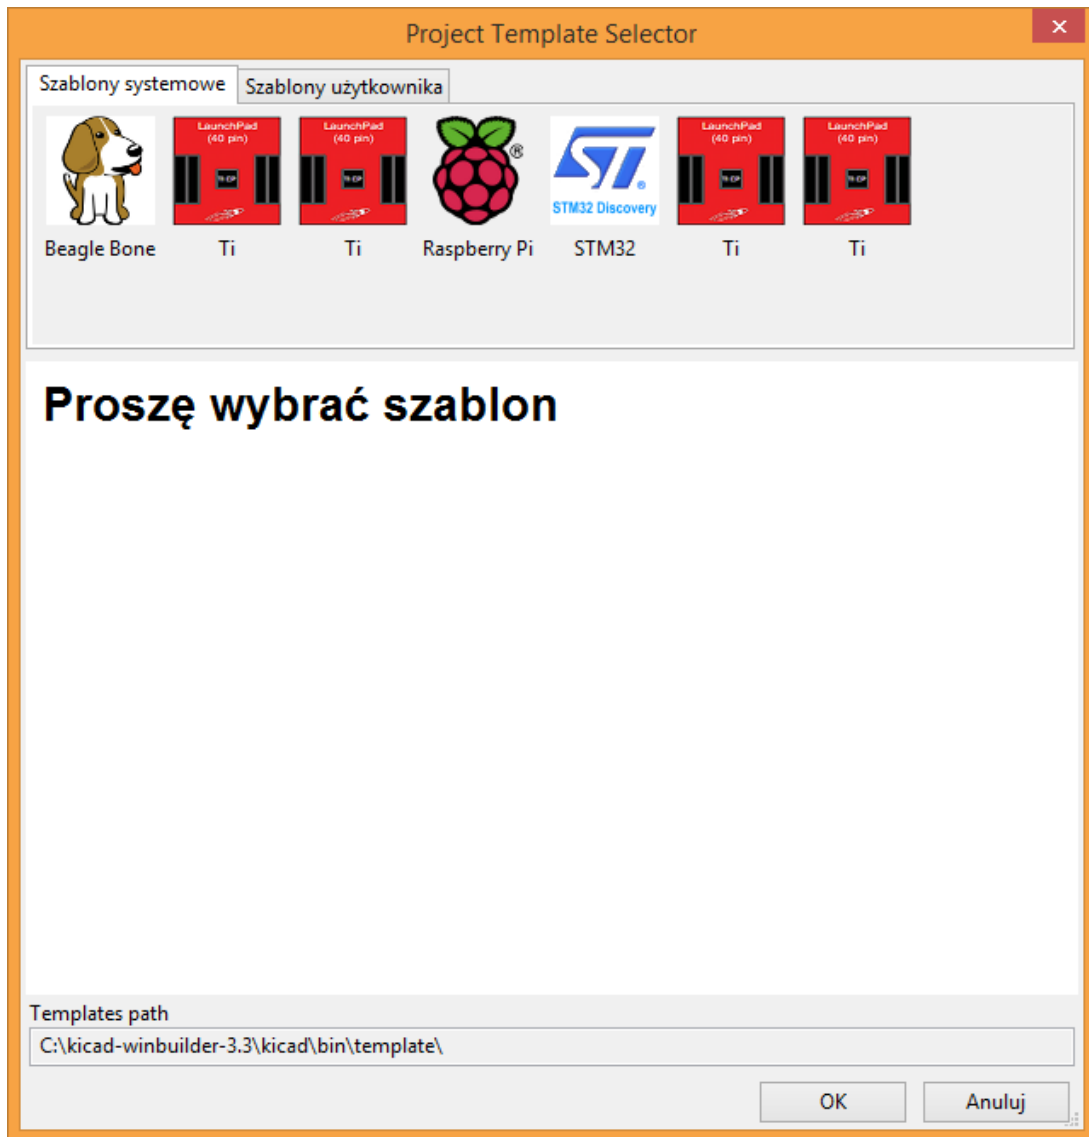 Project Template Selector
Szablony systemowe Szablony użytkownika
LaunchPad LaunchPad LaunchPad LaunchPad
(40 pin) (40 pin) (40 pin) (40 pin)
®
STM32 Discovery
Beagle Bone Ti Ti Raspberry Pi STM32 Ti Ti
Proszę wybrać szablon
Templates path
C:\kicad-winbuilder-3.3\kicad\bin\template\
OK Anuluj